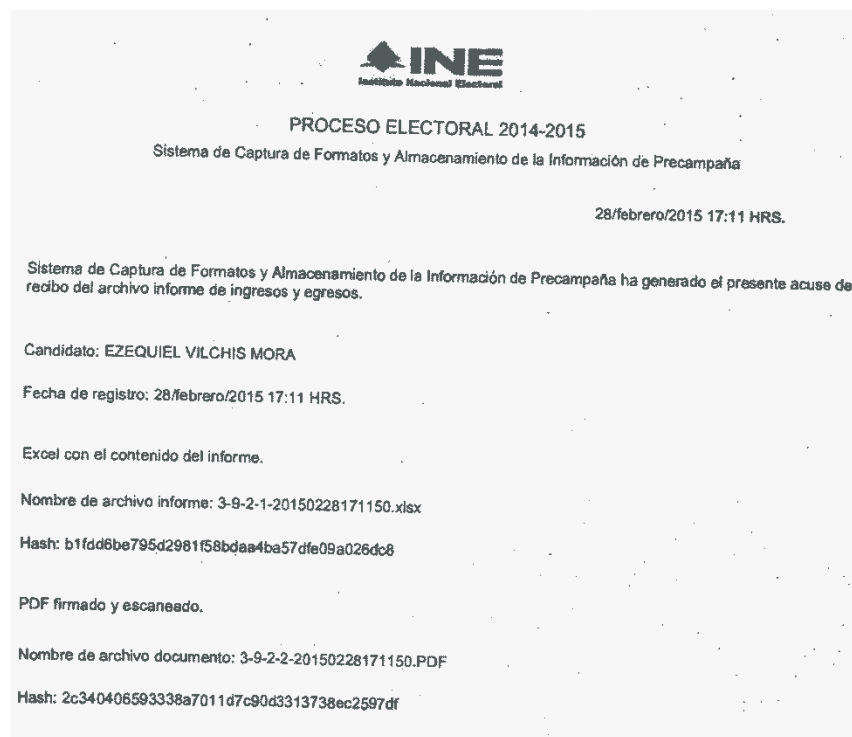 INE
Instituto Nacional Electoral
PROCESO ELECTORAL 2014-2015
Sistema de Captura de Formatos y Almacenamiento de la Información de Precampaña
28/febrero/2015 17:11 HRS.
Sistema de Captura de Formatos y Almacenamiento de la Información de Precampaña ha generado el presente acuse de
recibo del archivo informe de ingresos y egresos.
Candidato: EZEQUIEL VILCHIS MORA
Fecha de registro: 28/febrero/2015 17:11 HRS.
Excel con el contenido del informe.
Nombre de archivo informe: 3-9-2-1-20150228171150.xlsx
Hash: b1fdd6be795d2981f58bdaa4ba57dfe09a026dc8
PDF firmado y escaneado.
Nombre de archivo documento: 3-9-2-2-20150228171150.PDF
Hash: 2c340406593338a7011d7c90d3313738ec2597df